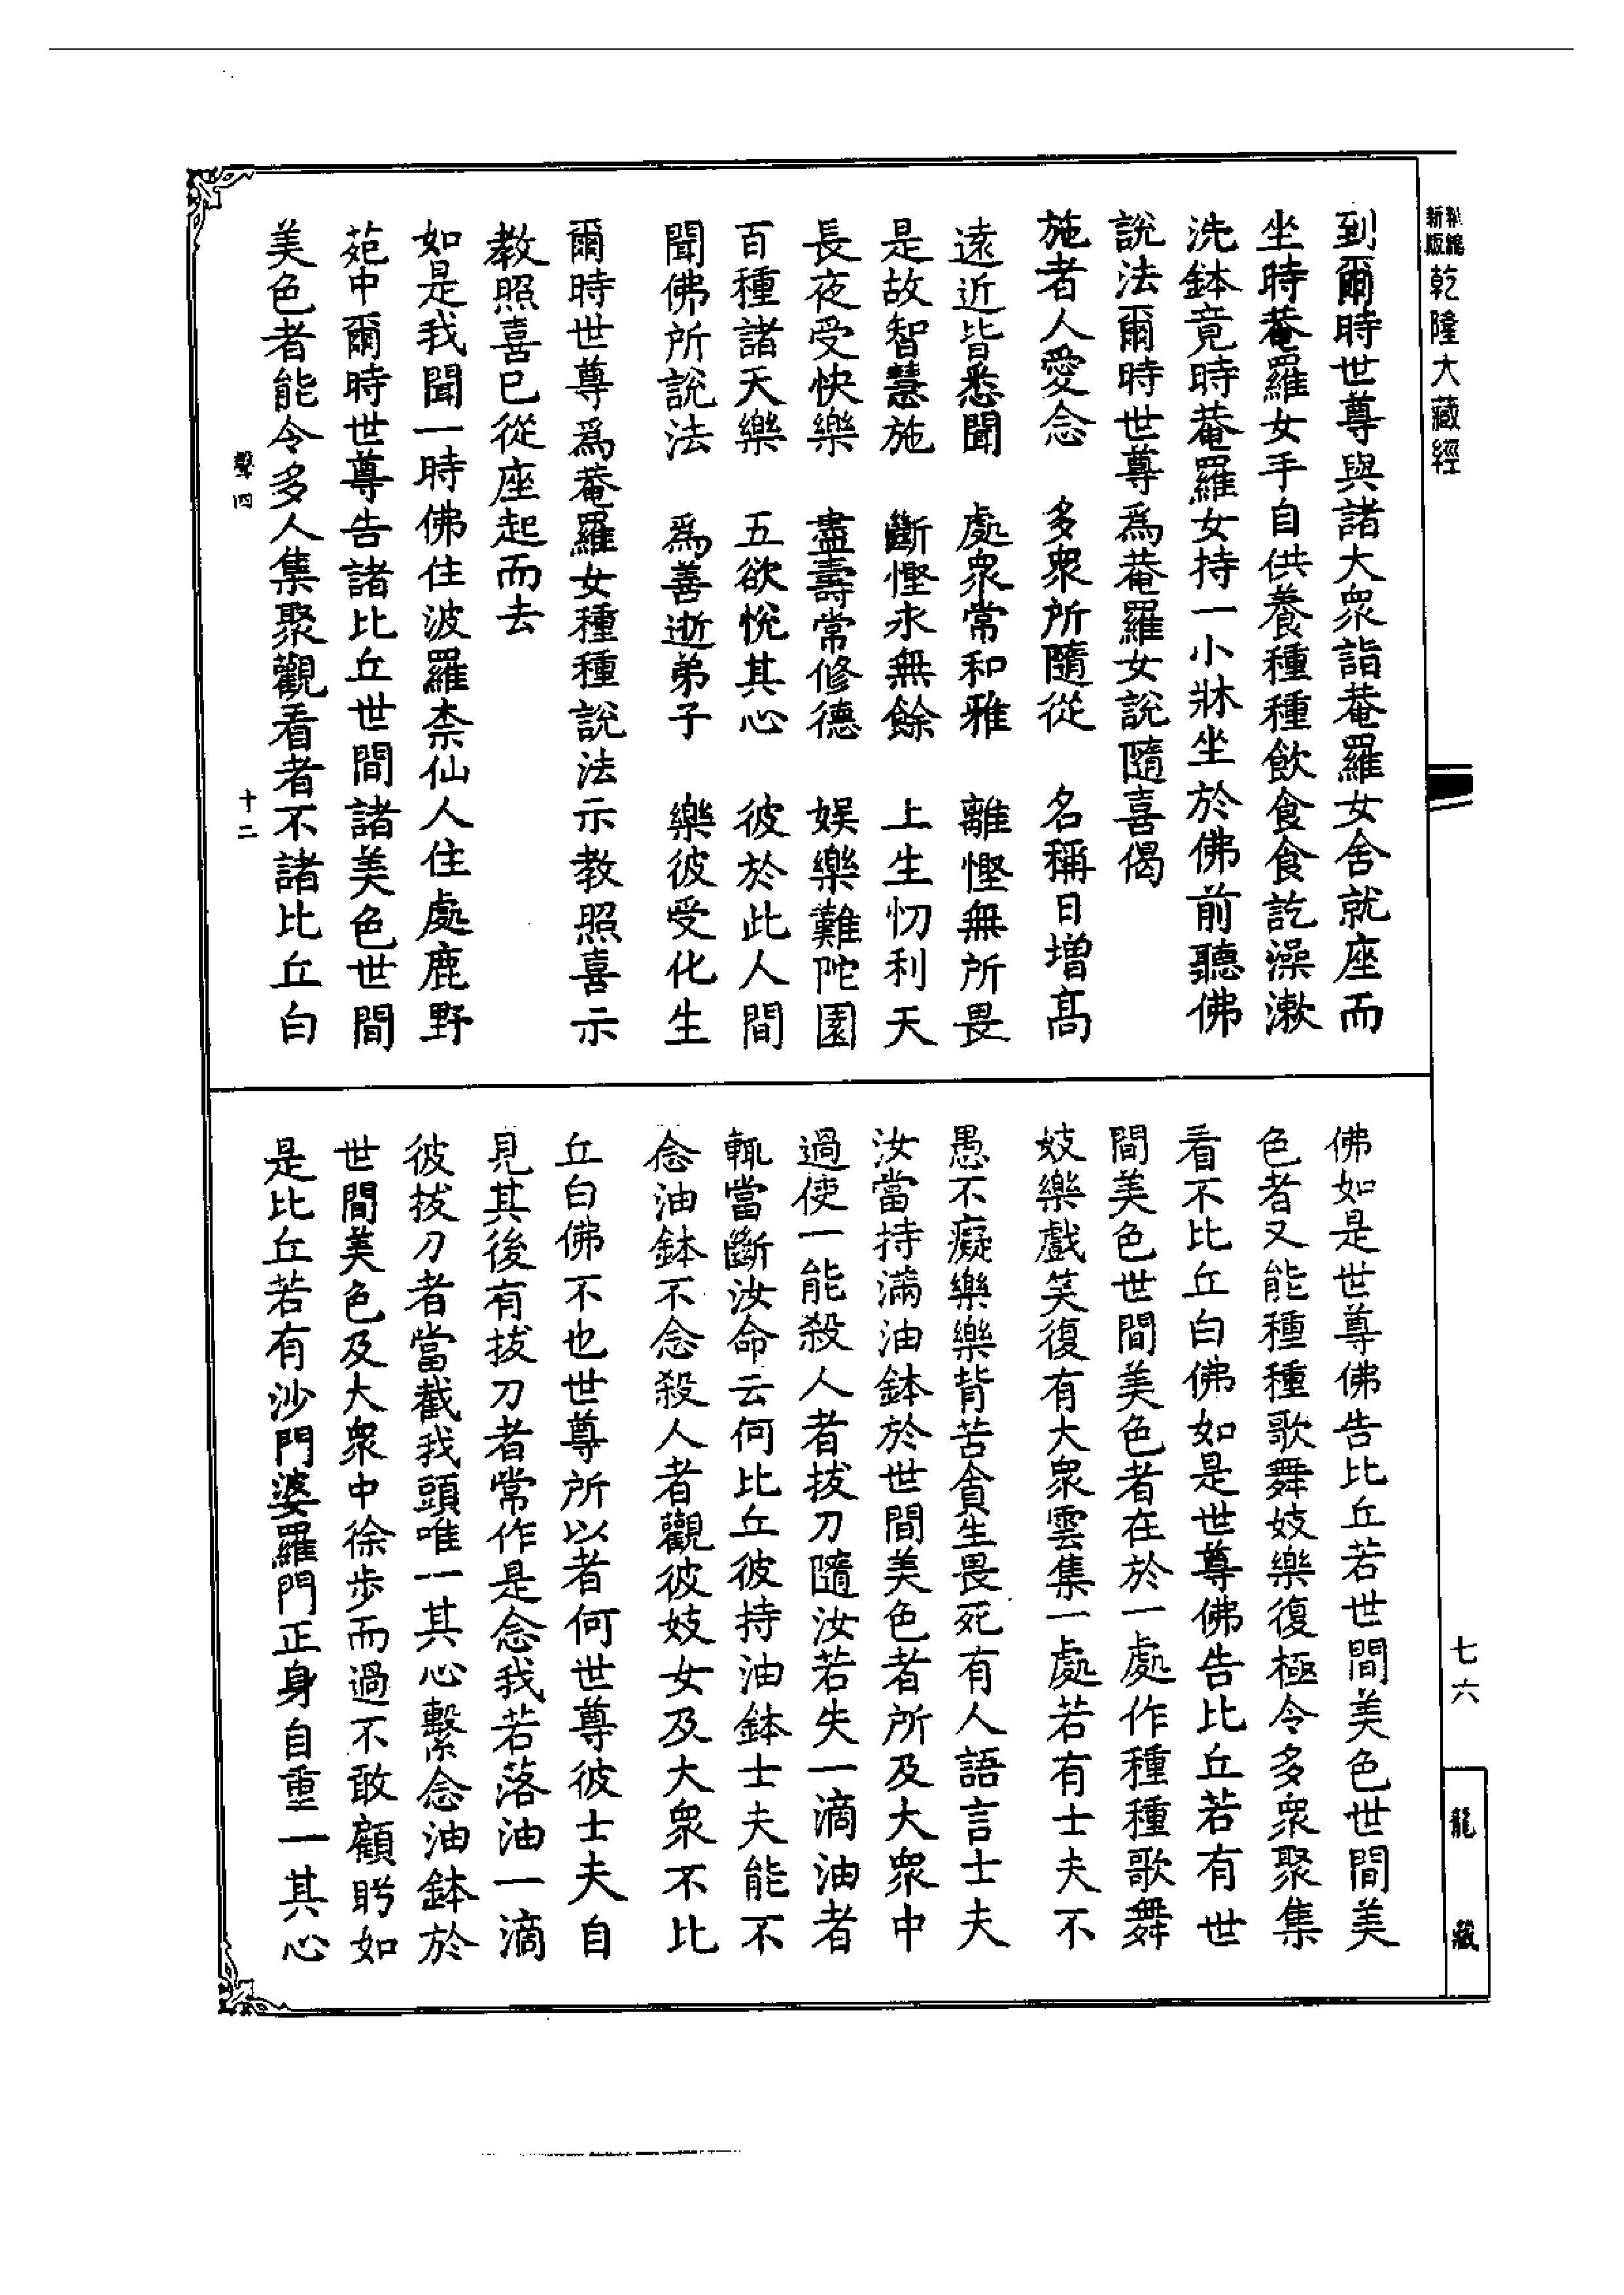 新編
新版
乾隆大藏經
到爾時世尊與諸大眾詣菴羅女舍就座而
坐時菴羅女手自供養種種飲食食訖澡漱
洗鉢竟時菴羅女持一小牀坐於佛前聽佛
說法爾時世尊為菴羅女說隨喜偈
施者人愛念　多眾所隨從　名稱日增高
遠近皆悉聞　處眾常和雅　離慳無所畏
是故智慧施　斷慳永無餘　上生忉利天
長夜受快樂　盡壽常修德　娛樂難陀園
百種諸天樂　五欲悅其心　彼於此人間
聞佛所說法　為善逝弟子　樂彼受化生
爾時世尊為菴羅女種種說法示教照喜示
教照喜已從座起而去
如是我聞一時佛住波羅柰仙人住處鹿野
苑中爾時世尊告諸比丘世間諸美色世間
美色者能令多人集聚觀看者不諸比丘白
聲四
十二
佛如是世尊佛告比丘若世間美色世間美
色者又能種種歌舞妓樂復極令多眾聚集
看不比丘白佛如是世尊佛告比丘若有世
間美色世間美色者在於一處作種種歌舞
妓樂戲笑復有大眾雲集一處若有士夫不
愚不癡樂樂背苦貪生畏死有人語言士夫
汝當持滿油鉢於世間美色者所及大眾中
過使一能殺人者拔刀隨汝若失一滴油者
輒當斷汝命云何比丘彼持油鉢士夫能不
念油鉢不念殺人者觀彼妓女及大眾不比
丘白佛不也世尊所以者何世尊彼士夫自
見其後有拔刀者常作是念我若落油一滴
彼拔刀者當截我頭唯一其心繫念油鉢於
世間美色及大眾中徐步而過不敢顧眄如
是比丘若有沙門婆羅門正身自重一其心
七六
龍藏